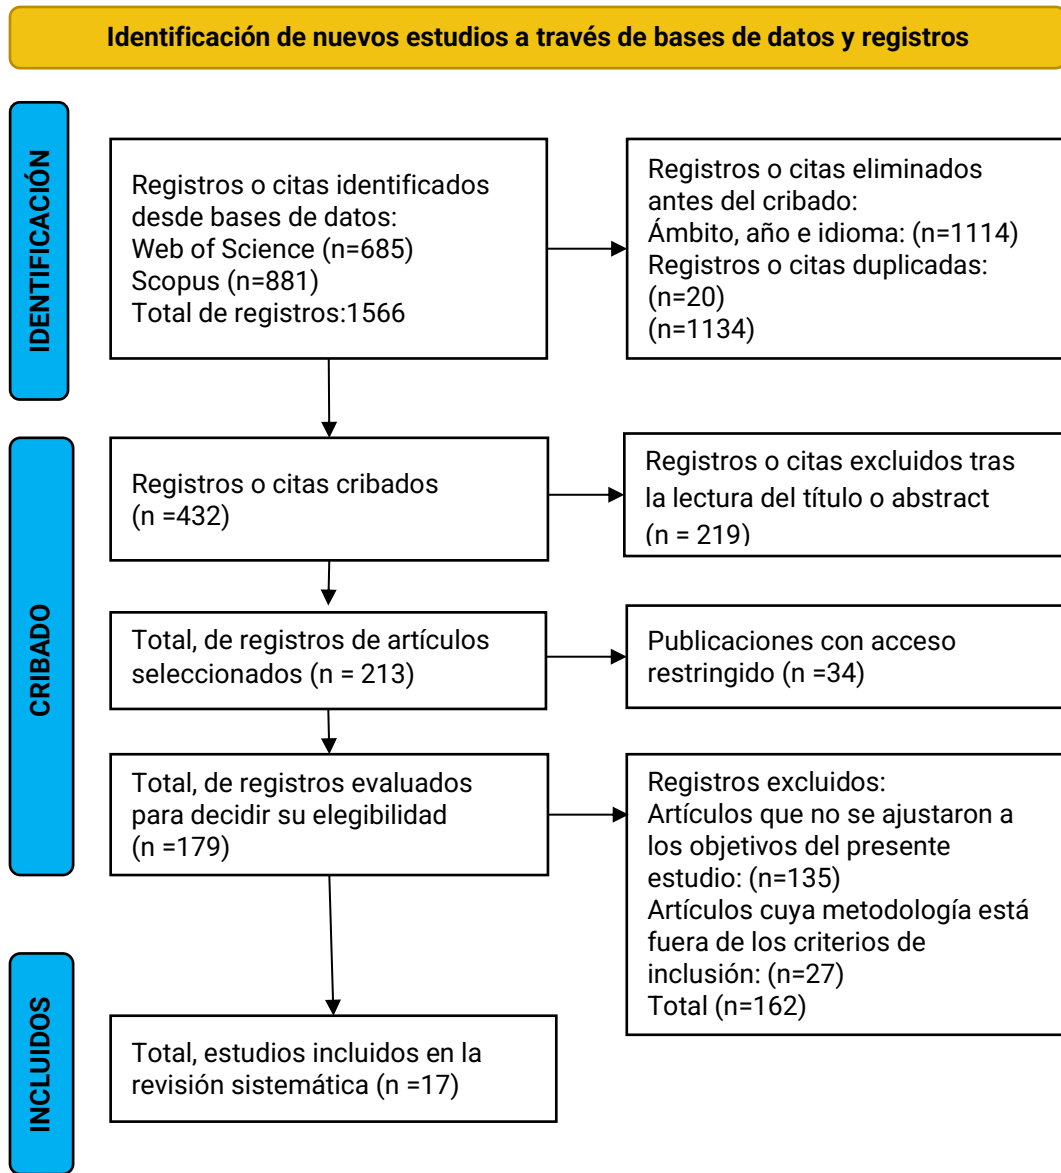 Identificación de nuevos estudios a través de bases de datos y registros
IDENTIFICACIÓN
Registros o citas identificados
desde bases de datos:
Web of Science (n=685)
Scopus (n=881)
Total de registros:1566
Registros o citas eliminados
antes del cribado:
Ámbito, año e idioma: (n=1114)
Registros o citas duplicadas:
(n=20)
(n=1134)
CRIBADO
Registros o citas cribados
(n =432)
Registros o citas excluidos tras
la lectura del título o abstract
(n = 219)
Total, de registros de artículos
seleccionados (n = 213)
Publicaciones con acceso
restringido (n =34)
Total, de registros evaluados
para decidir su elegibilidad
(n =179)
Registros excluidos:
Artículos que no se ajustaron a
los objetivos del presente
estudio: (n=135)
Artículos cuya metodología está
fuera de los criterios de
inclusión: (n=27)
Total (n=162)
INCLUIDOS
Total, estudios incluidos en la
revisión sistemática (n =17)